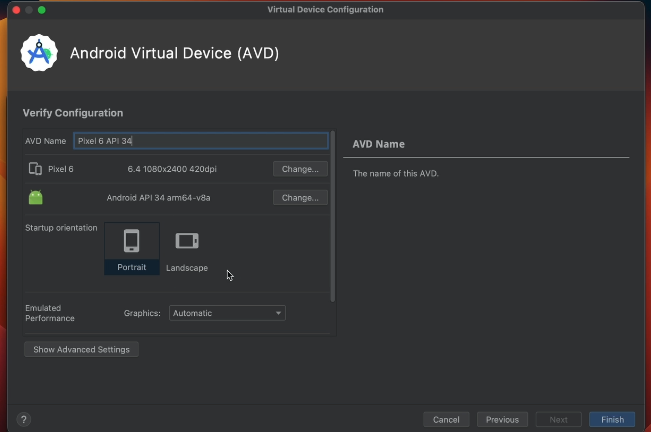 Virtual Device Configuration
Android Virtual Device (AVD)
Verify Configuration
AVD Name Pixel 6 API 34
Pixel 6 6.4 1080x2400 420dpi Change...
Android API 34 arm64-v8a Change...
Startup orientation
Portrait Landscape
Emulated
Performance
Graphics: Automatic
Show Advanced Settings
AVD Name
The name of this AVD.
? Cancel Previous Next Finish